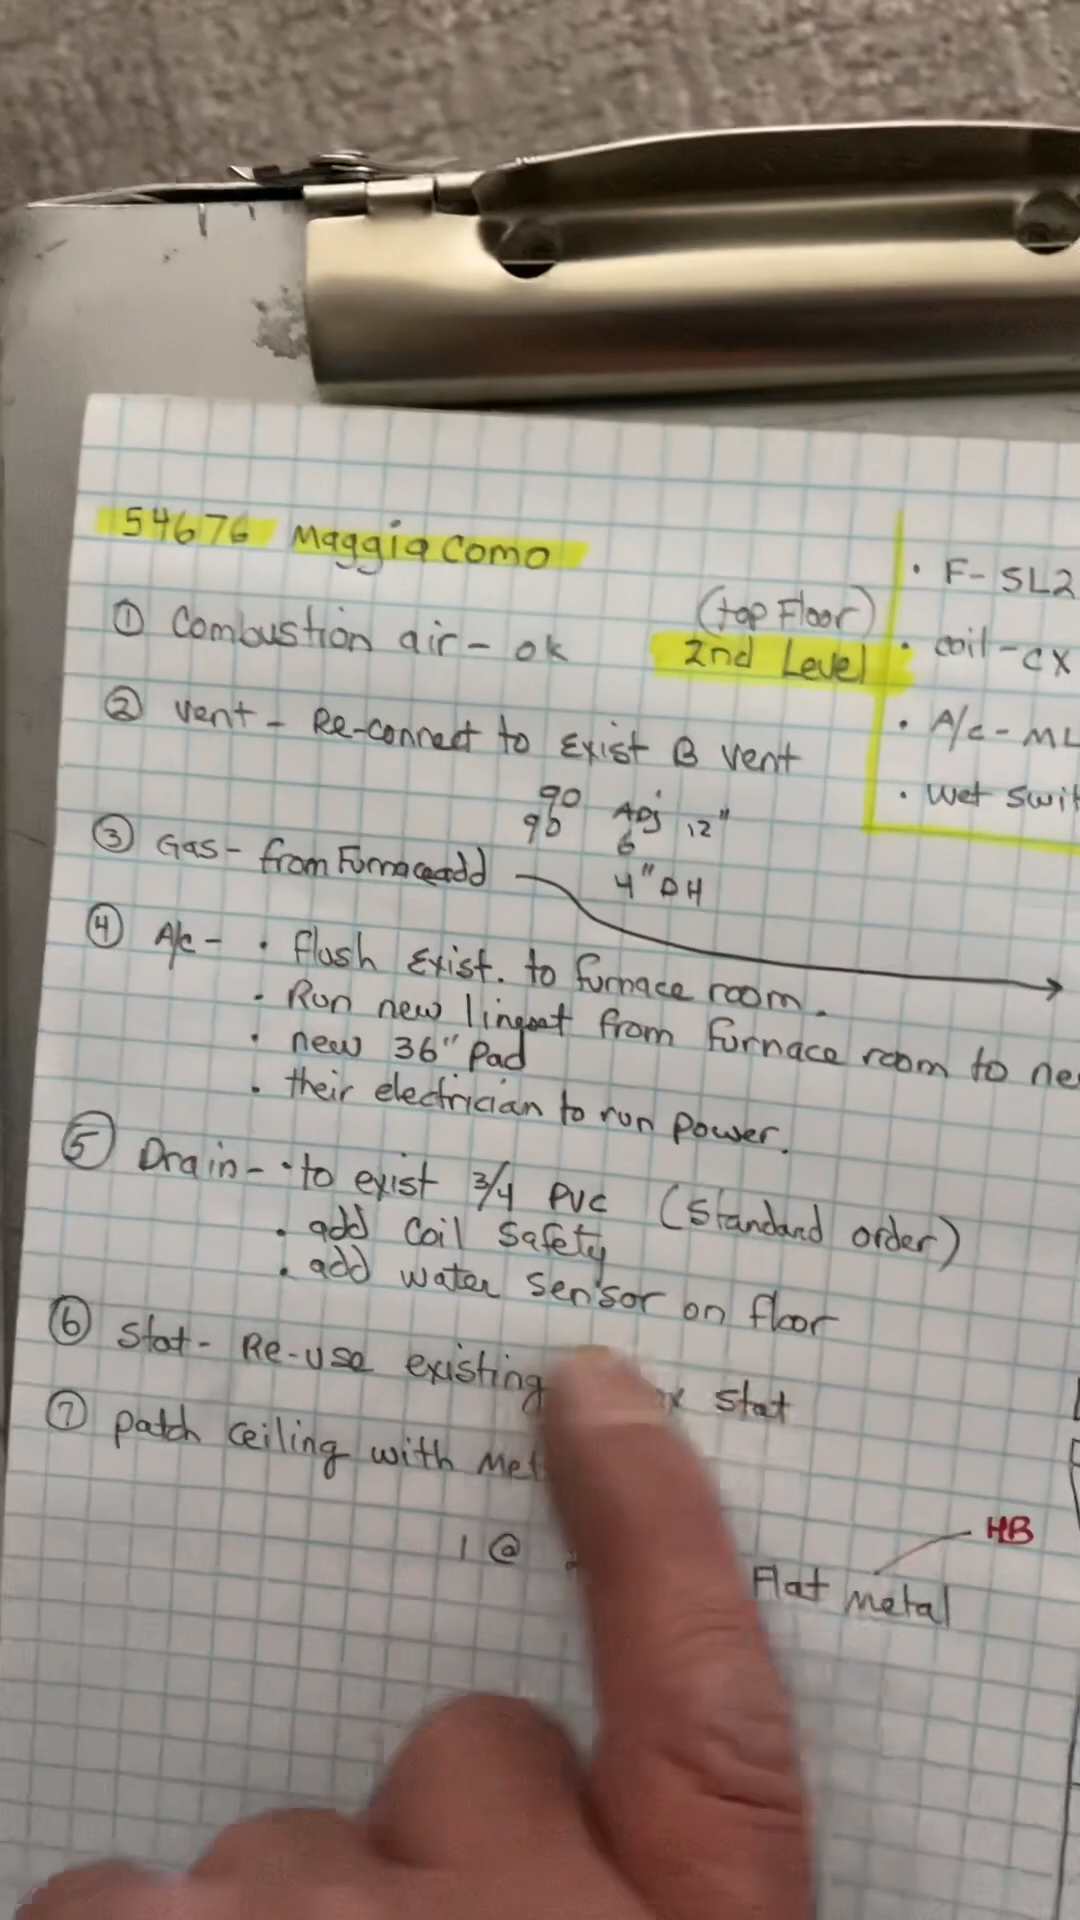 54676 Maggiacomo
① Combustion air - ok
(top Floor)
2nd Level
② Vent - Re-connect to Exist B vent
90 Adj 12"
90 6
4" DH
③ Gas - from Furnace add
④ A/c - • flush Exist. to furnace room.
• Run new lineset from furnace room to ne
• new 36" Pad
• their electrician to run power.
⑤ Drain - • to exist 3/4 PVC (Standard order)
• add Coil Safety
• add water sensor on floor
⑥ Stat - Re-use existing stat
⑦ patch ceiling with Met
1 @
Flat Metal
HB
• F - SL2
• coil - CX
• A/c - ML
• Wet Swit